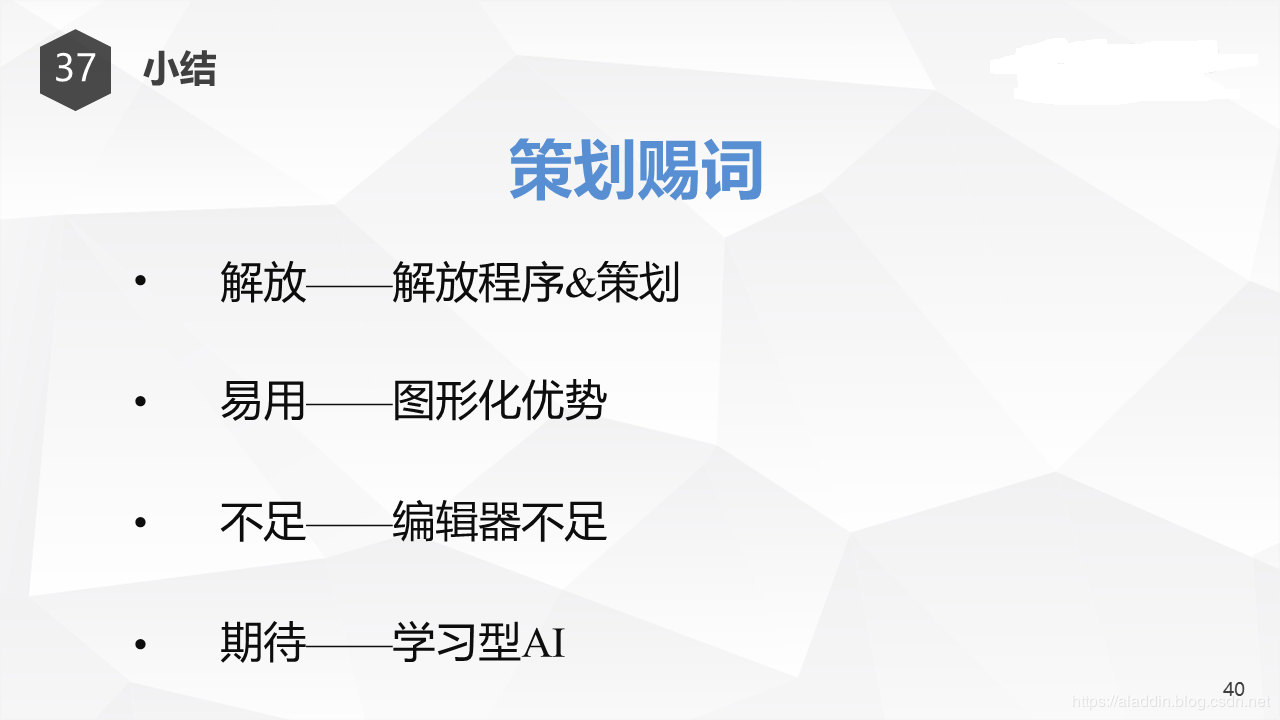 37 小结
策划赐词
• 解放——解放程序&策划
• 易用——图形化优势
• 不足——编辑器不足
• 期待——学习型AI
40
https://aladdin.blog.csdn.net